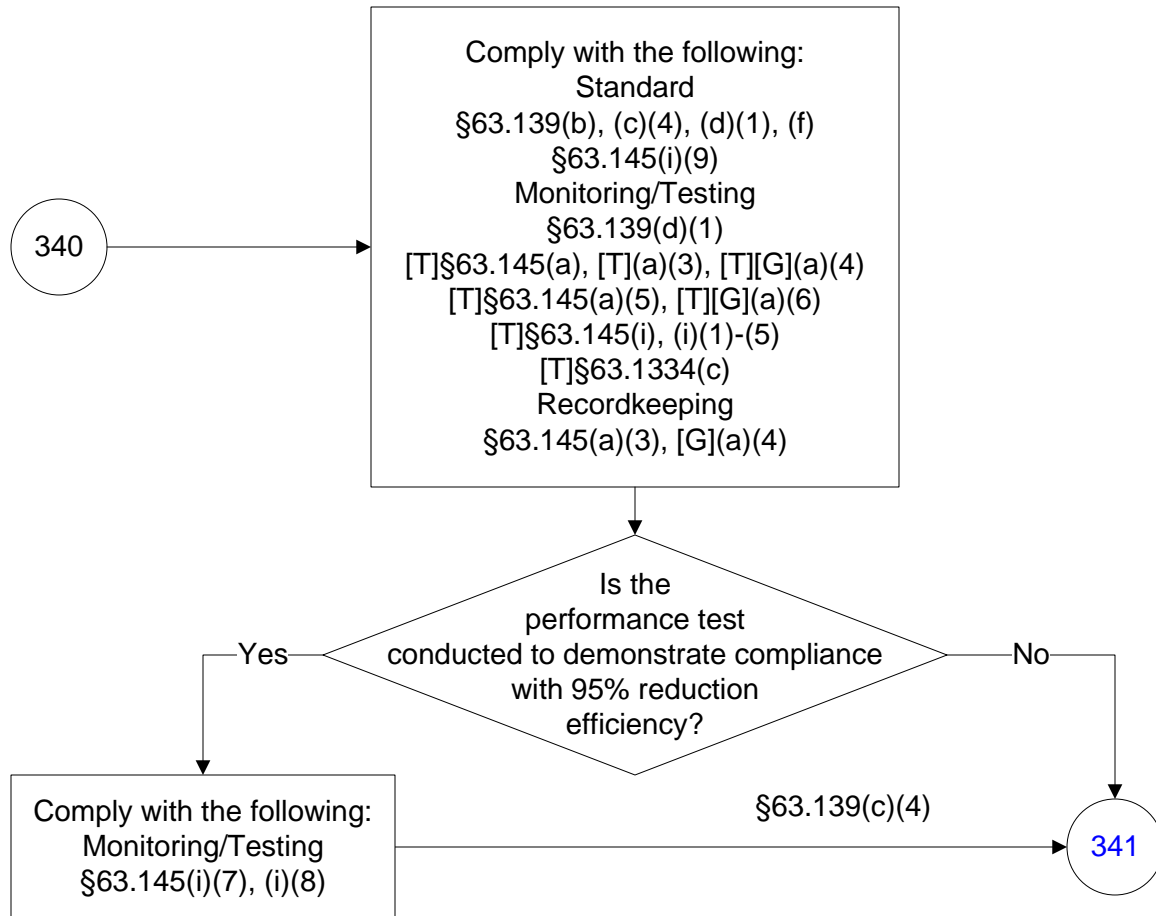 Comply with the following:
Standard
§63.139(b), (c)(4), (d)(1), (f)
§63.145(i)(9)
Monitoring/Testing
§63.139(d)(1)
[T]§63.145(a), [T](a)(3), [T][G](a)(4)
[T]§63.145(a)(5), [T][G](a)(6)
[T]§63.145(i), (i)(1)-(5)
[T]§63.1334(c)
Recordkeeping
§63.145(a)(3), [G](a)(4)
340
Is the
performance test
conducted to demonstrate compliance
with 95% reduction
efficiency?
Yes
No
Comply with the following:
Monitoring/Testing
§63.145(i)(7), (i)(8)
§63.139(c)(4)
341